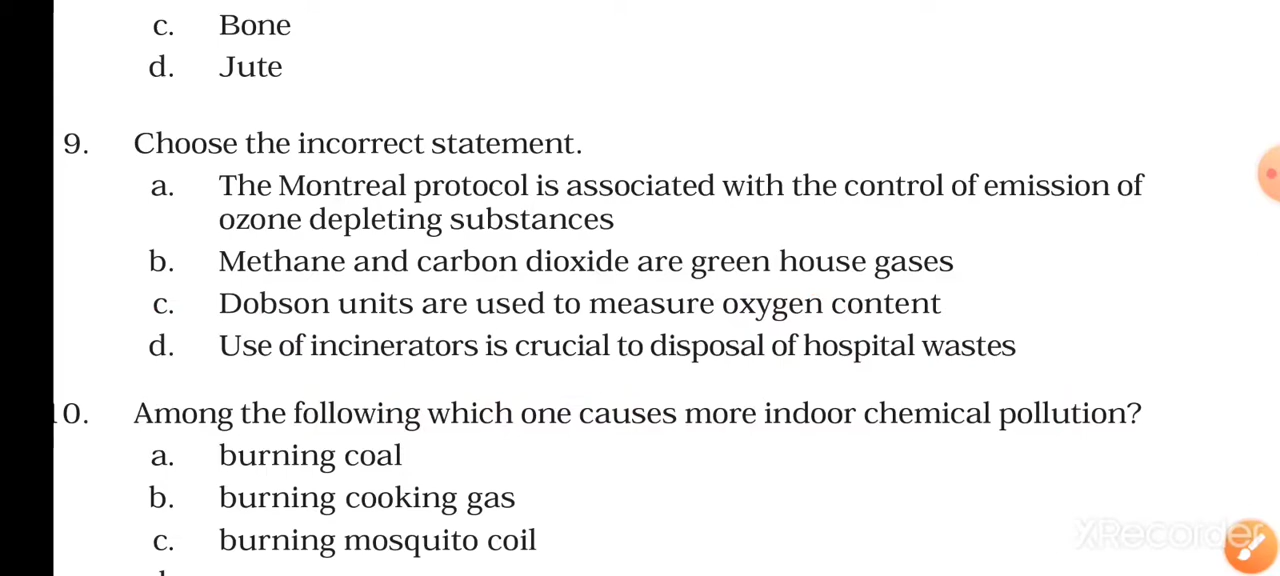 c. Bone
d. Jute
9. Choose the incorrect statement.
a. The Montreal protocol is associated with the control of emission of
ozone depleting substances
b. Methane and carbon dioxide are green house gases
c. Dobson units are used to measure oxygen content
d. Use of incinerators is crucial to disposal of hospital wastes
10. Among the following which one causes more indoor chemical pollution?
a. burning coal
b. burning cooking gas
c. burning mosquito coil
XRecorder